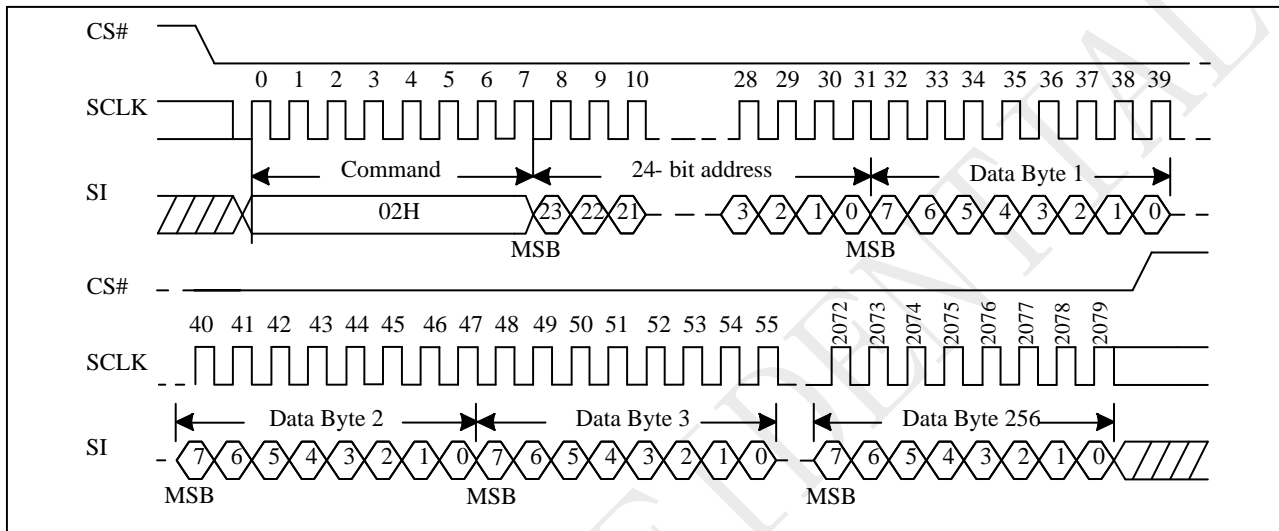 CS#
0 1 2 3 4 5 6 7 8 9 10 28 29 30 31 32 33 34 35 36 37 38 39
SCLK
Command 24- bit address Data Byte 1
SI
02H 23 22 21 3 2 1 0 7 6 5 4 3 2 1 0
MSB MSB
CS#
40 41 42 43 44 45 46 47 48 49 50 51 52 53 54 55 2072 2073 2074 2075 2076 2077 2078 2079
SCLK
Data Byte 2 Data Byte 3 Data Byte 256
SI
7 6 5 4 3 2 1 0 7 6 5 4 3 2 1 0 7 6 5 4 3 2 1 0
MSB MSB MSB
DENTIAL